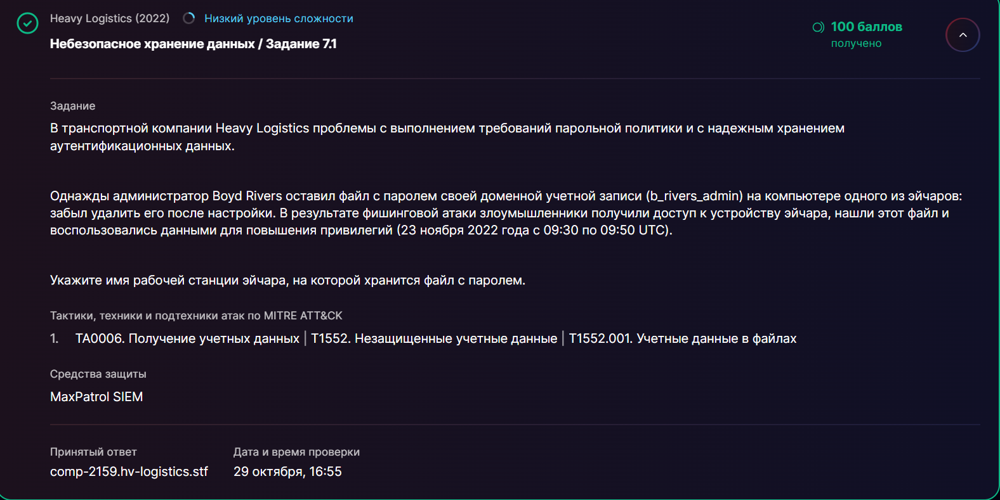 Heavy Logistics (2022) Низкий уровень сложности
100 баллов
получено
Небезопасное хранение данных / Задание 7.1
Задание
В транспортной компании Heavy Logistics проблемы с выполнением требований парольной политики и с надежным хранением
аутентификационных данных.
Однажды администратор Boyd Rivers оставил файл с паролем своей доменной учетной записи (b_rivers_admin) на компьютере одного из эйчаров:
забыл удалить его после настройки. В результате фишинговой атаки злоумышленники получили доступ к устройству эйчара, нашли этот файл и
воспользовались данными для повышения привилегий (23 ноября 2022 года с 09:30 по 09:50 UTC).
Укажите имя рабочей станции эйчара, на которой хранится файл с паролем.
Тактики, техники и подтехники атак по MITRE ATT&CK
1. TA0006. Получение учетных данных | T1552. Незащищенные учетные данные | T1552.001. Учетные данные в файлах
Средства защиты
MaxPatrol SIEM
Принятый ответ Дата и время проверки
comp-2159.hv-logistics.stf 29 октября, 16:55